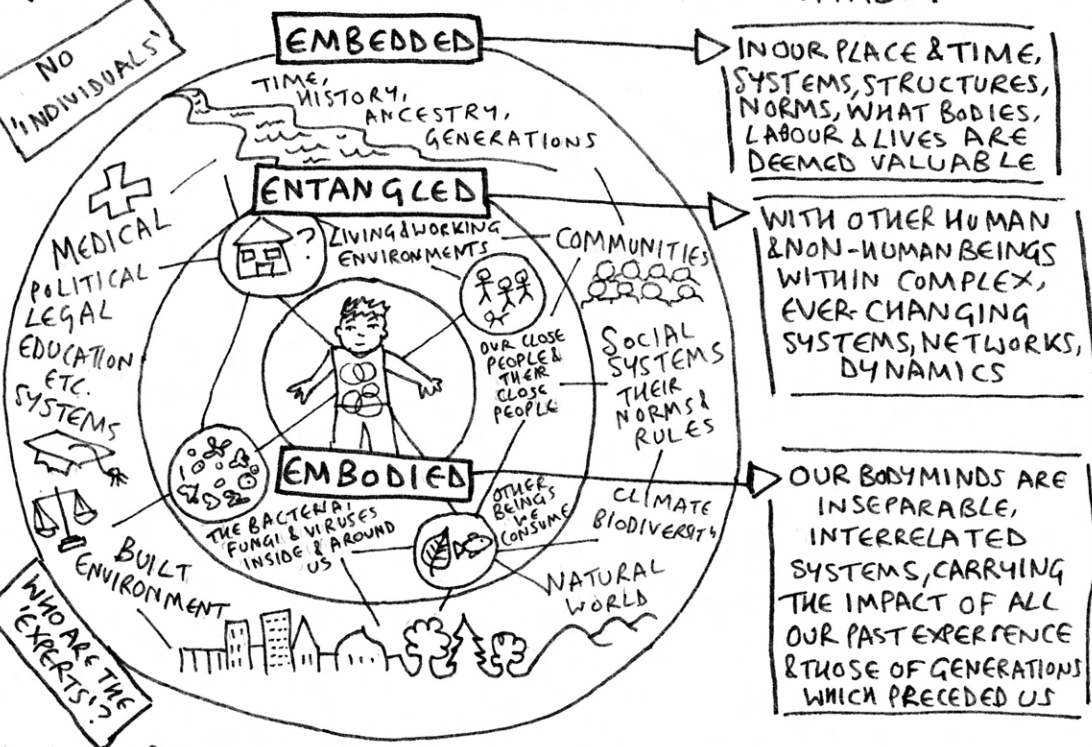 NO
'INDIVIDUALS'
EMBEDDED
IN OUR PLACE & TIME,
SYSTEMS, STRUCTURES,
NORMS, WHAT BODIES,
LABOUR & LIVES ARE
DEEMED VALUABLE
TIME,
HISTORY,
ANCESTRY,
GENERATIONS
ENTANGLED
WITH OTHER HUMAN
& NON-HUMAN BEINGS
WITHIN COMPLEX,
EVER-CHANGING
SYSTEMS, NETWORKS,
DYNAMICS
MEDICAL
POLITICAL
LEGAL
EDUCATION
ETC.
SYSTEMS
?
LIVING & WORKING
ENVIRONMENTS
COMMUNITIES
OUR CLOSE
PEOPLE &
THEIR
CLOSE
PEOPLE
SOCIAL
SYSTEMS
THEIR
NORMS &
RULES
EMBODIED
OUR BODYMINDS ARE
INSEPARABLE,
INTERRELATED
SYSTEMS, CARRYING
THE IMPACT OF ALL
OUR PAST EXPERIENCE
& THOSE OF GENERATIONS
WHICH PRECEDED US
THE BACTERIA,
FUNGI & VIRUSES
INSIDE & AROUND
US
OTHER
BEINGS
WE
CONSUME
CLIMATE
BIODIVERSITY
NATURAL
WORLD
BUILT
ENVIRONMENT
WHO ARE THE
'EXPERTS'?